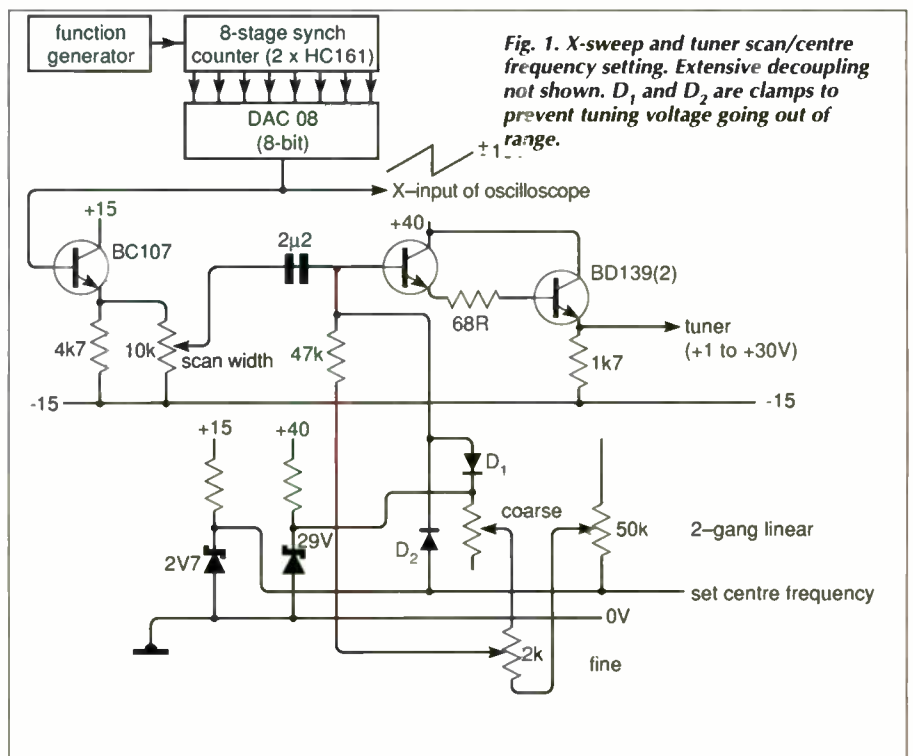 function
generator
8-stage synch
counter (2 x HC161)
DAC 08
(8-bit)
Fig. 1. X-sweep and tuner scan/centre
frequency setting. Extensive decoupling
not shown. D1 and D2 are clamps to
prevent tuning voltage going out of
range.
X–input of oscilloscope
+15
BC107
2µ2
+40
BD139(2)
68R
4k7
10k
scan width
47k
1k7
tuner
(+1 to +30V)
-15
-15
+15
+40
D1
coarse
2V7
29V
D2
50k
2–gang linear
set centre frequency
0V
2k
fine